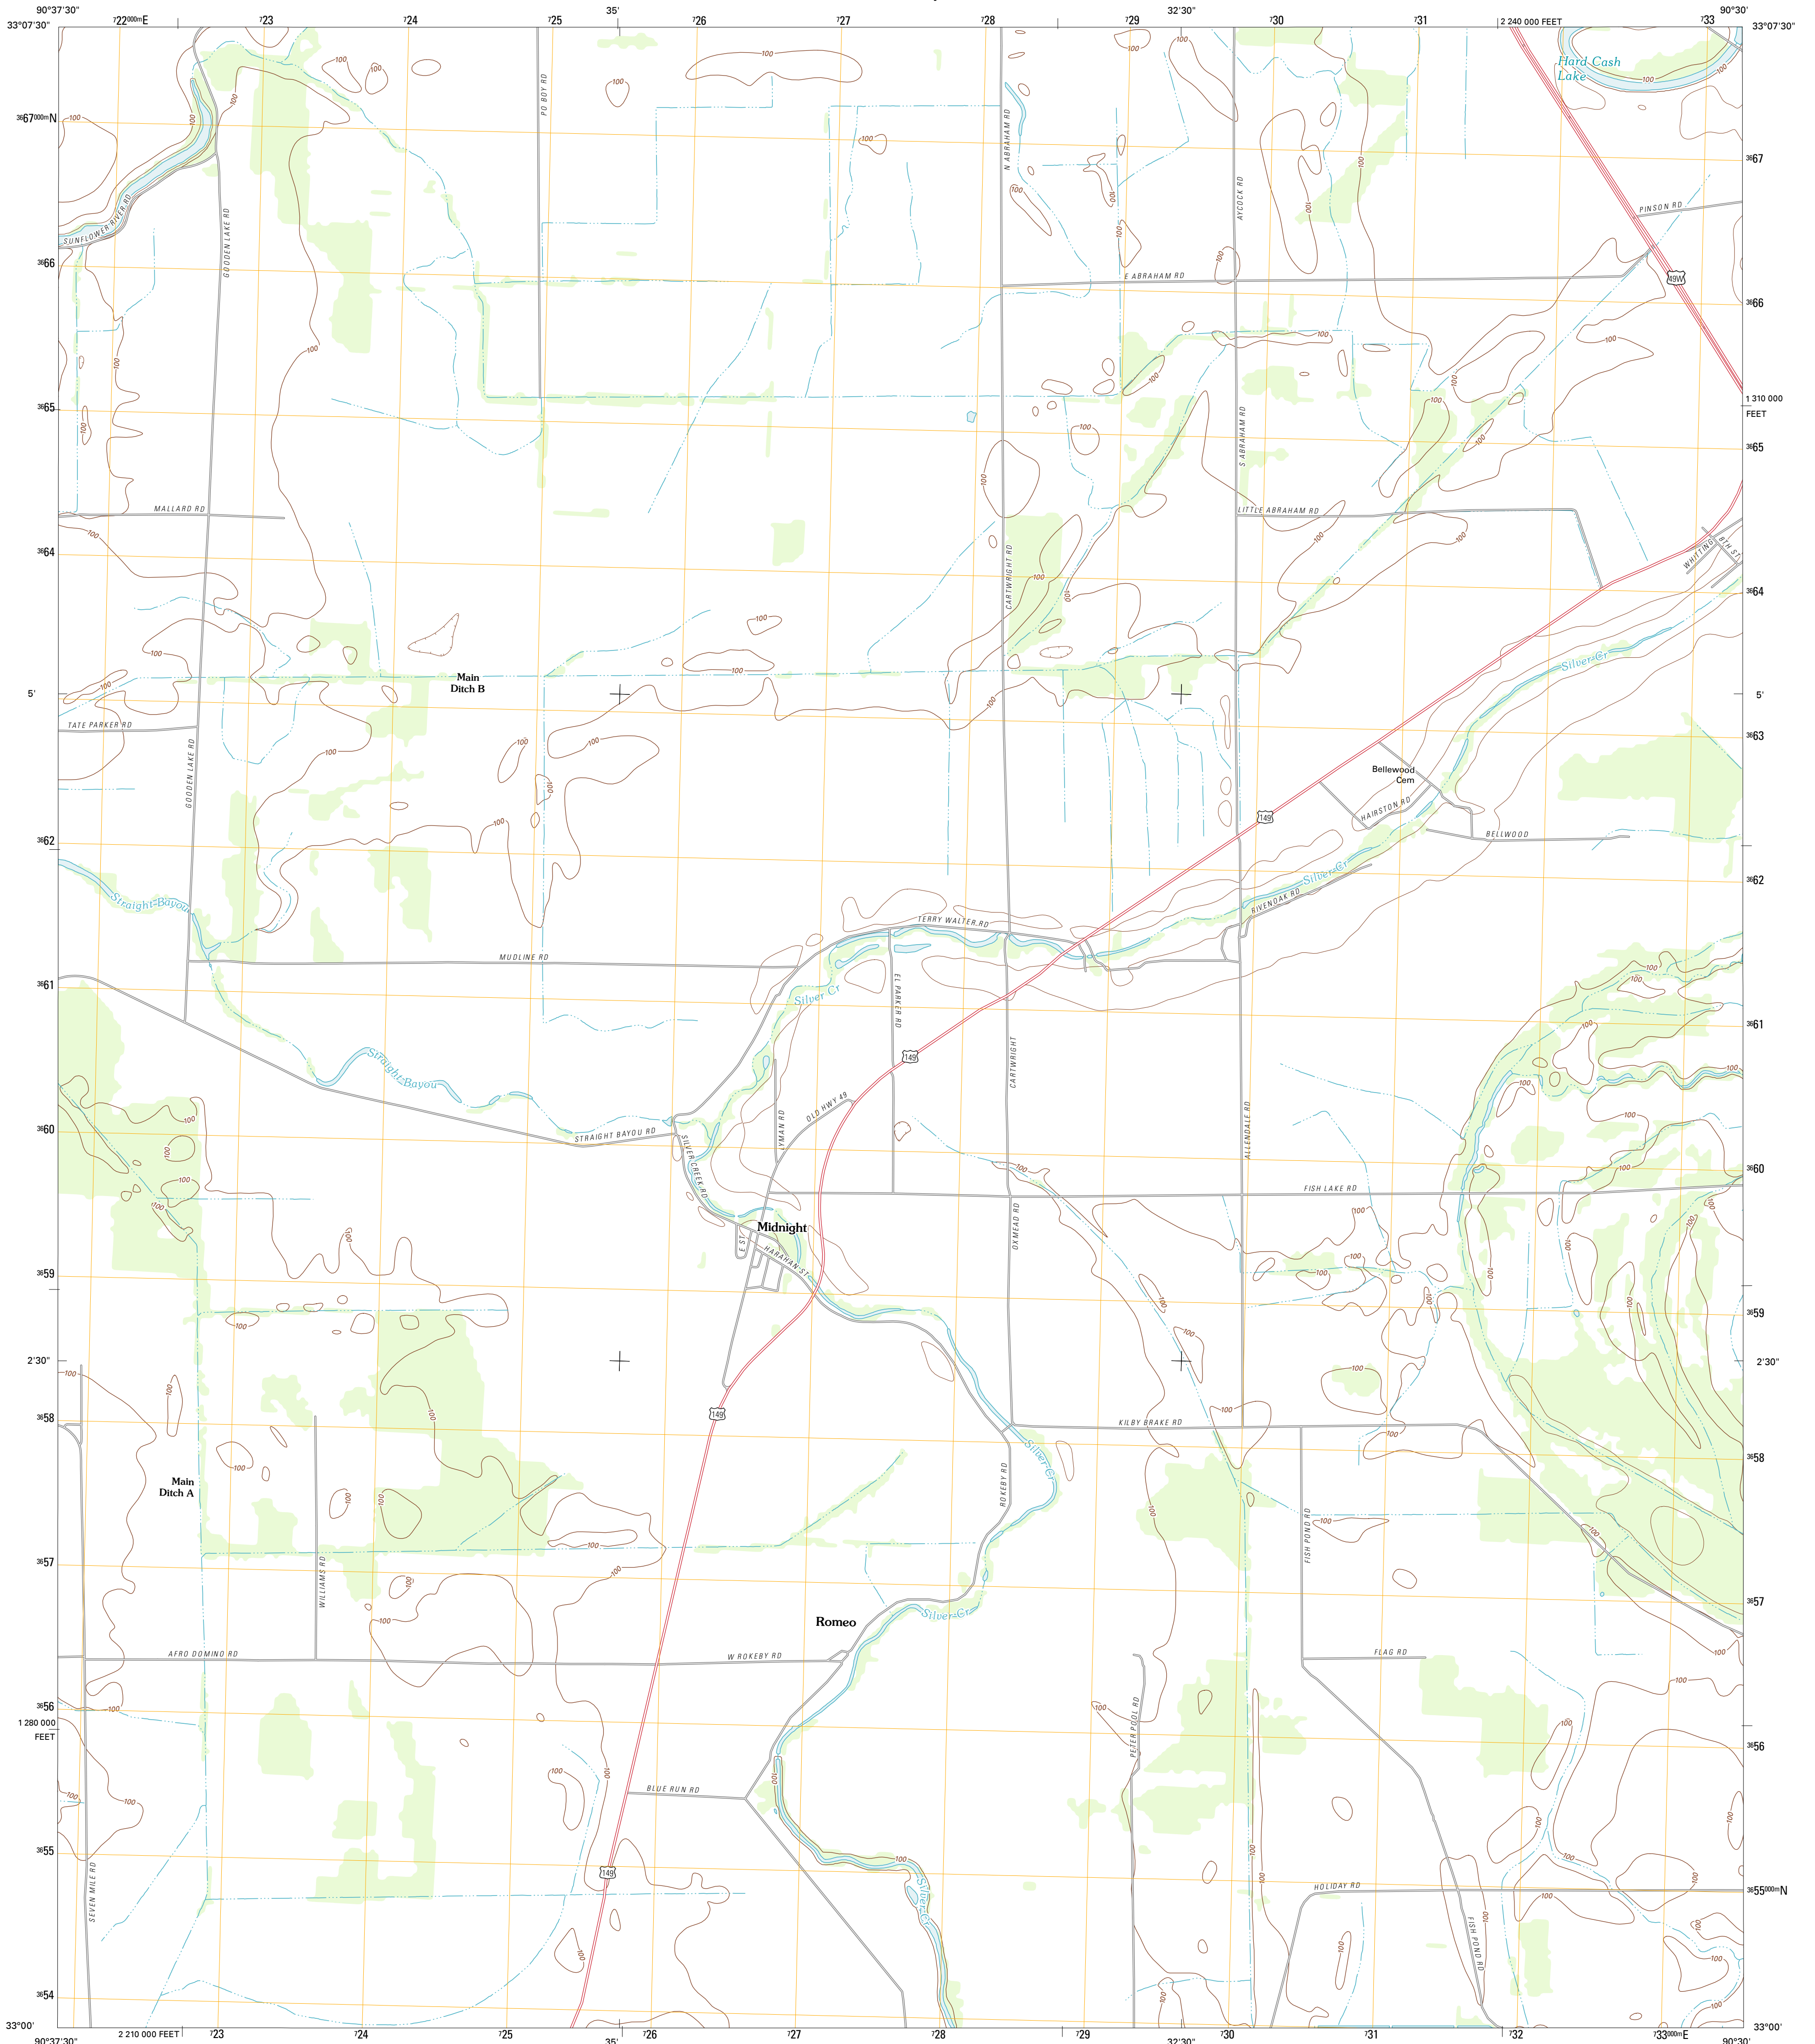 90°37'30"
⁷22⁰⁰⁰ᵐE
⁷23
⁷24
⁷25
35'
⁷26
⁷27
⁷28
⁷29
32'30"
⁷30
⁷31
2 240 000 FEET
⁷33
90°30'
33°07'30"
33°07'30"
Hard Cash
Lake
100
PO BOY RD
N ABRAHAM RD
³⁶67⁰⁰⁰ᵐN
³⁶67
AYCOCK RD
SUNFLOWER RIVER RD
GOODEN LAKE RD
PINSON RD
³⁶66
E ABRAHAM RD
49W
³⁶66
³⁶65
1 310 000
FEET
S ABRAHAM RD
³⁶65
MALLARD RD
LITTLE ABRAHAM RD
³⁶64
CARTWRIGHT RD
WHITTING
8TH ST
³⁶64
Silver Cr
Main
Ditch B
5'
5'
TATE PARKER RD
³⁶63
GOODEN LAKE RD
Bellewood
Cem
HAIRSTON RD
149
BELLWOOD
³⁶62
Silver Cr
³⁶62
Straight Bayou
RIVENOAK RD
TERRY WALTER RD
MUDLINE RD
³⁶61
Silver Cr
EL PARKER RD
³⁶61
Straight Bayou
149
CARTWRIGHT
OLD HWY 49
LYMAN RD
ALLENDALE RD
³⁶60
STRAIGHT BAYOU RD
SILVER CREEK RD
³⁶60
FISH LAKE RD
Midnight
OXMEAD RD
E ST
HARAHAN ST
³⁶59
³⁶59
2'30"
2'30"
³⁶58
149
KILBY BRAKE RD
Silver Cr
³⁶58
Main
Ditch A
ROKEBY RD
FISH POND RD
³⁶57
WILLIAMS RD
³⁶57
Romeo
Silver Cr
AFRO DOMINO RD
W ROKEBY RD
FLAG RD
³⁶56
1 280 000
FEET
PETER POOL RD
³⁶56
BLUE RUN RD
³⁶55
149
SEVEN MILE RD
Silver Cr
HOLIDAY RD
³⁶55⁰⁰⁰ᵐN
FISH POND RD
³⁶54
33°00'
33°00'
90°37'30"
2 210 000 FEET
⁷23
⁷24
⁷25
35'
⁷26
⁷27
⁷28
⁷29
32'30"
⁷30
⁷31
⁷32
⁷33⁰⁰⁰ᵐE
90°30'